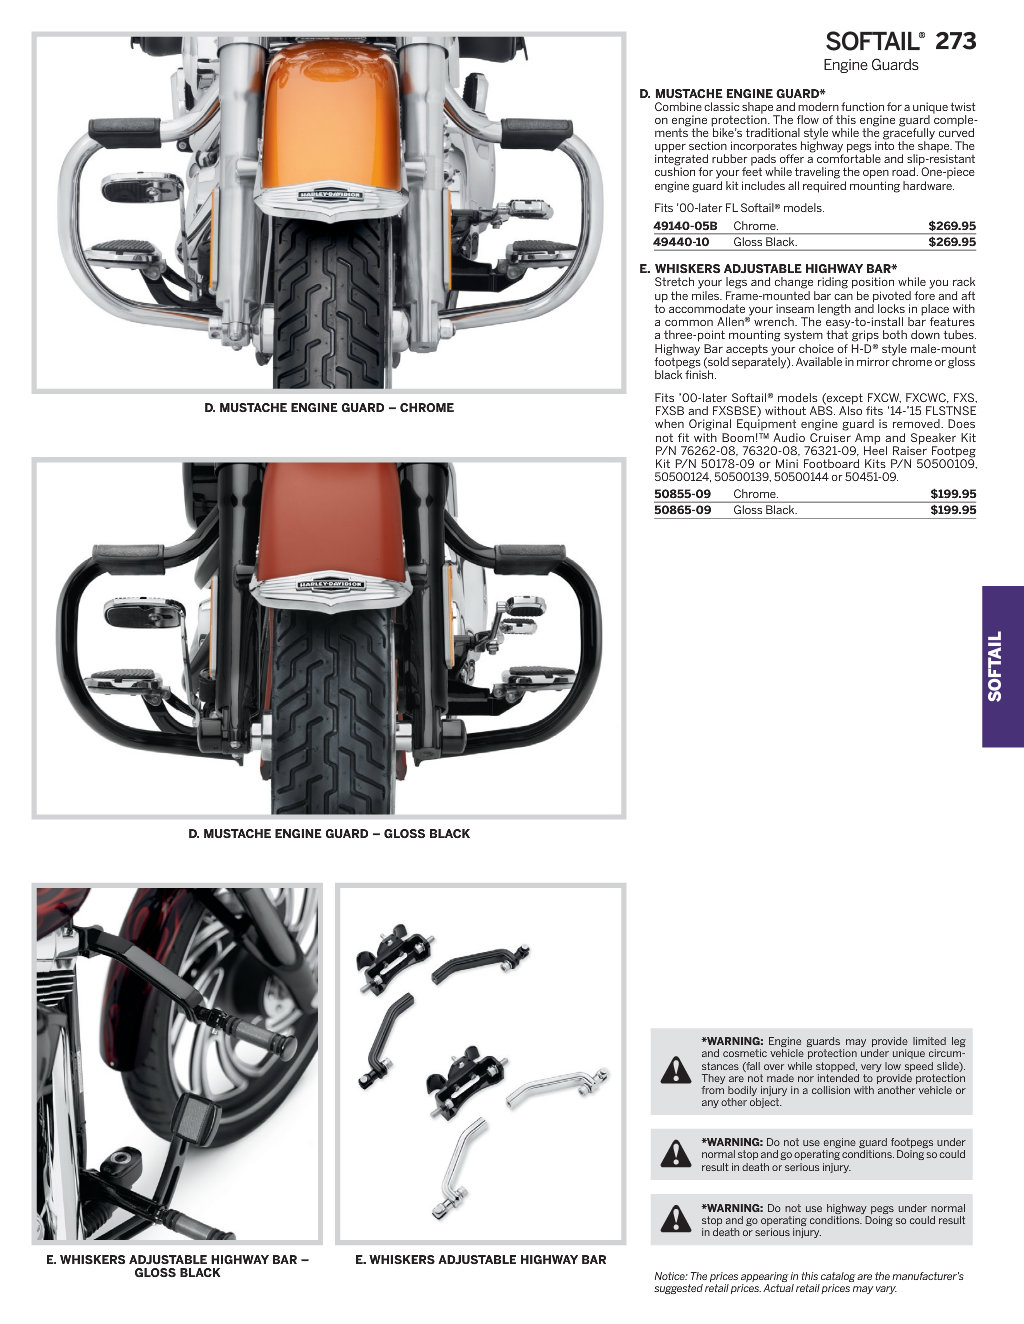 SOFTAIL® 273
Engine Guards
D. MUSTACHE ENGINE GUARD*
Combine classic shape and modern function for a unique twist
on engine protection. The flow of this engine guard comple-
ments the bike's traditional style while the gracefully curved
upper section incorporates highway pegs into the shape. The
integrated rubber pads offer a comfortable and slip-resistant
cushion for your feet while traveling the open road. One-piece
engine guard kit includes all required mounting hardware.
Fits '00-later FL Softail® models.
49140-05B Chrome. $269.95
49440-10 Gloss Black. $269.95
E. WHISKERS ADJUSTABLE HIGHWAY BAR*
Stretch your legs and change riding position while you rack
up the miles. Frame-mounted bar can be pivoted fore and aft
to accommodate your inseam length and locks in place with
a common Allen® wrench. The easy-to-install bar features
a three-point mounting system that grips both down tubes.
Highway Bar accepts your choice of H-D® style male-mount
footpegs (sold separately). Available in mirror chrome or gloss
black finish.
Fits '00-later Softail® models (except FXCW, FXCWC, FXS,
FXSB and FXSBSE) without ABS. Also fits '14-'15 FLSTNSE
when Original Equipment engine guard is removed. Does
not fit with Boom!™ Audio Cruiser Amp and Speaker Kit
P/N 76262-08, 76320-08, 76321-09, Heel Raiser Footpeg
Kit P/N 50178-09 or Mini Footboard Kits P/N 50500109,
50500124, 50500139, 50500144 or 50451-09.
50855-09 Chrome. $199.95
50865-09 Gloss Black. $199.95
HARLEY-DAVIDSON
D. MUSTACHE ENGINE GUARD – CHROME
HARLEY-DAVIDSON
D. MUSTACHE ENGINE GUARD – GLOSS BLACK
SOFTAIL
E. WHISKERS ADJUSTABLE HIGHWAY BAR –
GLOSS BLACK
E. WHISKERS ADJUSTABLE HIGHWAY BAR
*WARNING: Engine guards may provide limited leg
and cosmetic vehicle protection under unique circum-
stances (fall over while stopped, very low speed slide).
They are not made nor intended to provide protection
from bodily injury in a collision with another vehicle or
any other object.
*WARNING: Do not use engine guard footpegs under
normal stop and go operating conditions. Doing so could
result in death or serious injury.
*WARNING: Do not use highway pegs under normal
stop and go operating conditions. Doing so could result
in death or serious injury.
Notice: The prices appearing in this catalog are the manufacturer's
suggested retail prices. Actual retail prices may vary.